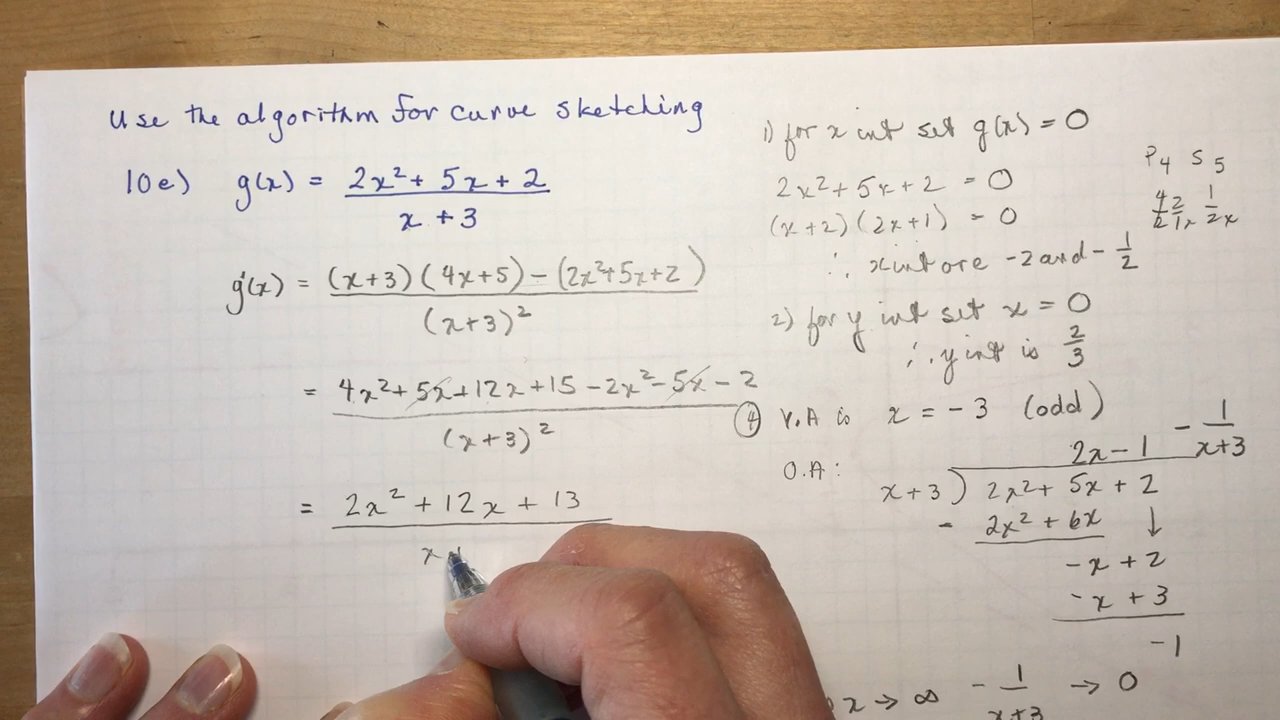 Use the algorithm for curve sketching
10e) g(x) = (2x² + 5x + 2) / (x + 3)
g'(x) = ((x+3)(4x+5) - (2x²+5x+2)) / (x+3)²
= (4x² + 5x + 12x + 15 - 2x² - 5x - 2) / (x+3)²
= (2x² + 12x + 13) / x
1) for x int set g(x) = 0
P 4 S 5
2x² + 5x + 2 = 0
(x+2)(2x+1) = 0
∴ x int are -2 and -1/2
2) for y int set x = 0
∴ y int is 2/3
④ V.A is x = -3 (odd)
O.A:
2x - 1 - 1/(x+3)
x+3 ) 2x² + 5x + 2
- 2x² + 6x ↓
-x + 2
-x + 3
-1
x → ∞ -1/(x+3) → 0